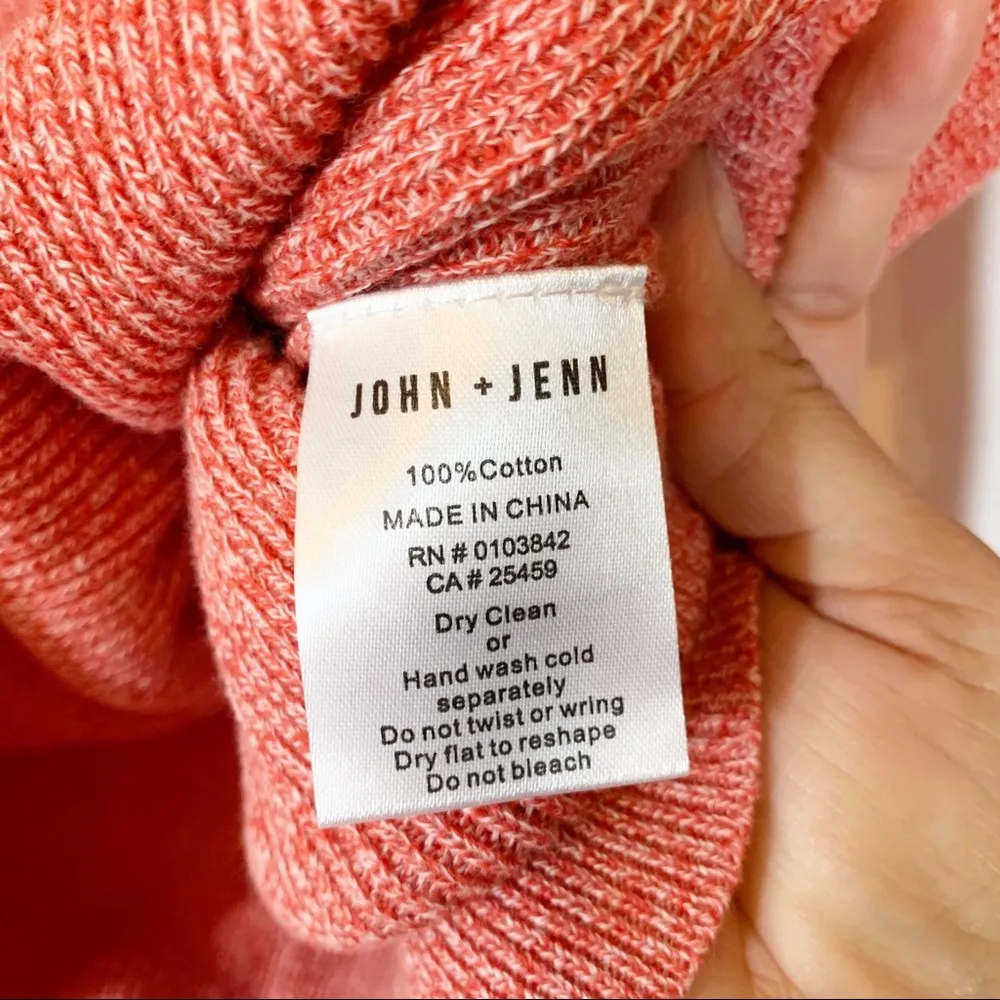 JOHN + JENN
100%Cotton
MADE IN CHINA
RN # 0103842
CA # 25459
Dry Clean
or
Hand wash cold
separately
Do not twist or wring
Dry flat to reshape
Do not bleach